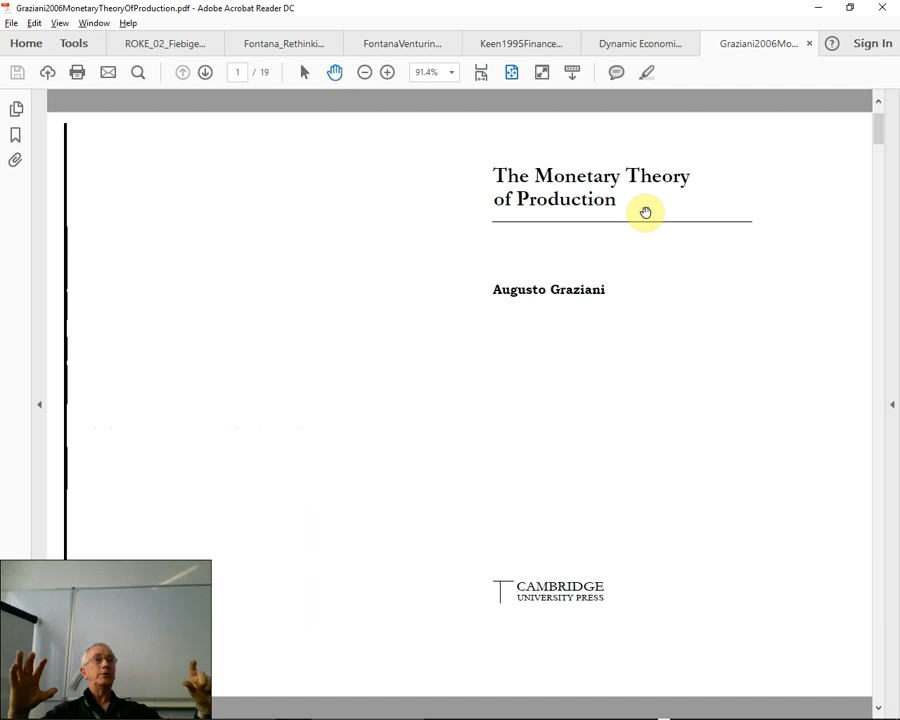 Graziani2006MonetaryTheoryOfProduction.pdf - Adobe Acrobat Reader DC
File Edit View Window Help
Home Tools ROKE_02_Fiebige... Fontana_Rethinki... FontanaVenturin... Keen1995Finance... Dynamic Economi... Graziani2006Mo... × ? Sign In
1 / 19 91.4%
The Monetary Theory
of Production
Augusto Graziani
CAMBRIDGE
UNIVERSITY PRESS